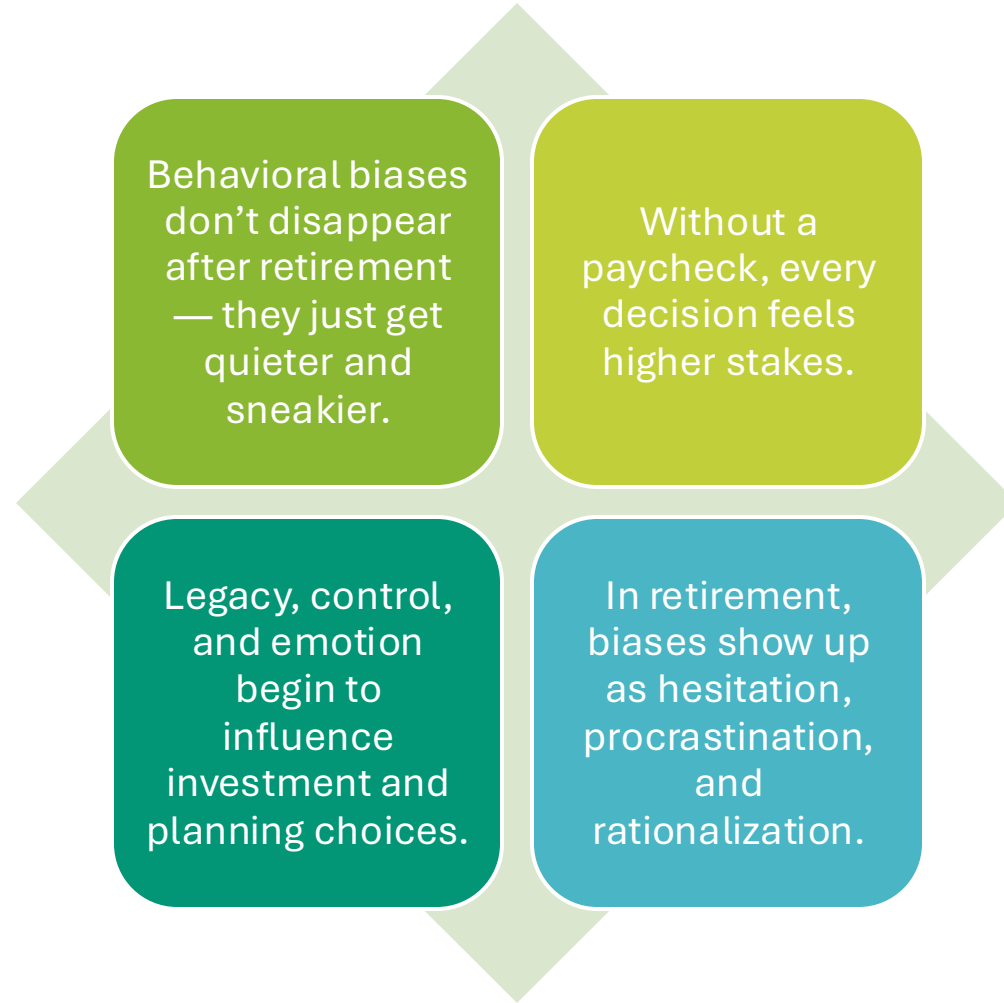 Behavioral biases
don’t disappear
after retirement
— they just get
quieter and
sneakier.
Without a
paycheck, every
decision feels
higher stakes.
Legacy, control,
and emotion
begin to
influence
investment and
planning choices.
In retirement,
biases show up
as hesitation,
procrastination,
and
rationalization.